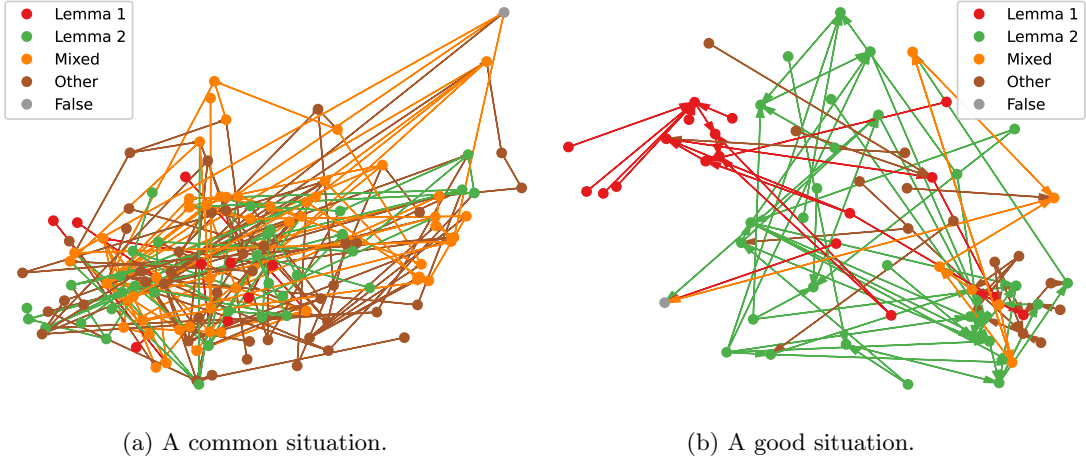 Lemma 1
Lemma 2
Mixed
Other
False
Lemma 1
Lemma 2
Mixed
Other
False
(a) A common situation.
(b) A good situation.